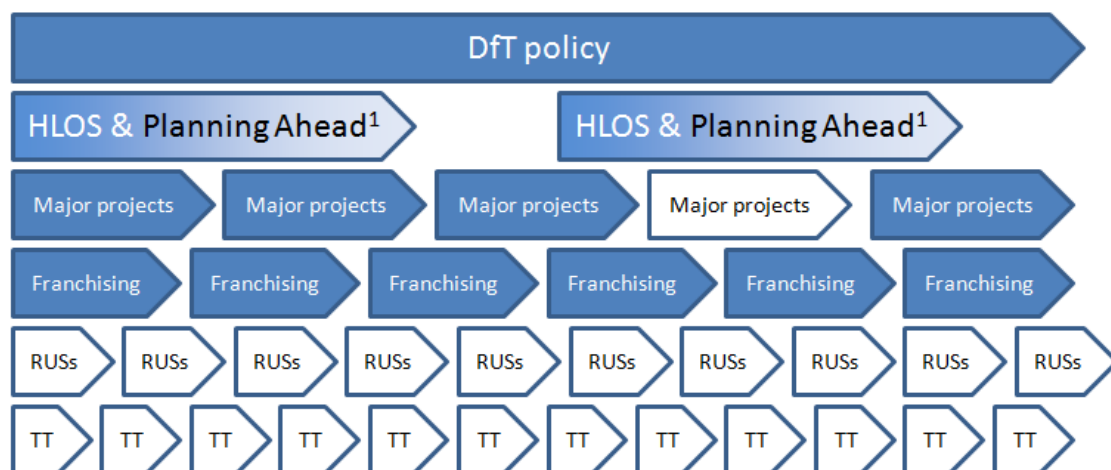 DfT policy
HLOS & Planning Ahead¹ HLOS & Planning Ahead¹
Major projects Major projects Major projects Major projects Major projects
Franchising Franchising Franchising Franchising Franchising Franchising
RUSs RUSs RUSs RUSs RUSs RUSs RUSs RUSs RUSs RUSs
TT TT TT TT TT TT TT TT TT TT TT TT